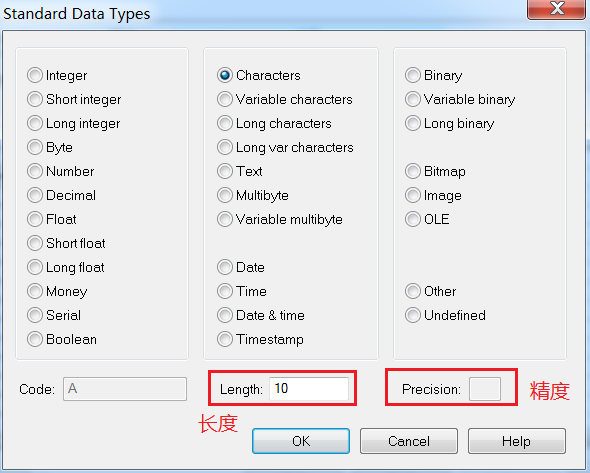 Standard Data Types
Integer
Short integer
Long integer
Byte
Number
Decimal
Float
Short float
Long float
Money
Serial
Boolean
Characters
Variable characters
Long characters
Long var characters
Text
Multibyte
Variable multibyte
Date
Time
Date & time
Timestamp
Binary
Variable binary
Long binary
Bitmap
Image
OLE
Other
Undefined
Code: A
Length: 10
Precision:
精度
长度
OK
Cancel
Help